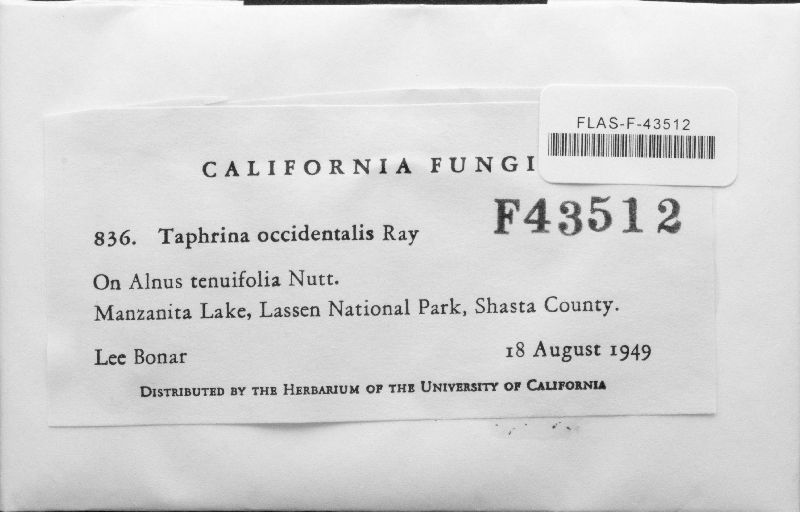 FLAS-F-43512
CALIFORNIA FUNGI
F43512
836. Taphrina occidentalis Ray
On Alnus tenuifolia Nutt.
Manzanita Lake, Lassen National Park, Shasta County.
Lee Bonar 18 August 1949
DISTRIBUTED BY THE HERBARIUM OF THE UNIVERSITY OF CALIFORNIA